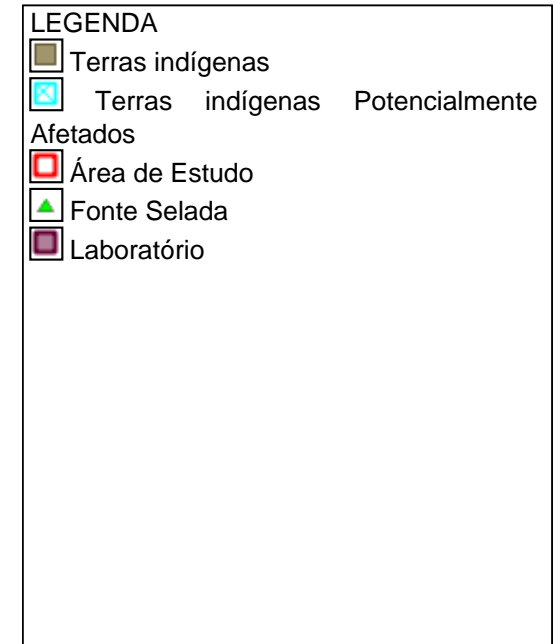 LEGENDA
Terras indígenas
Terras indígenas Potencialmente
Afetados
Área de Estudo
Fonte Selada
Laboratório